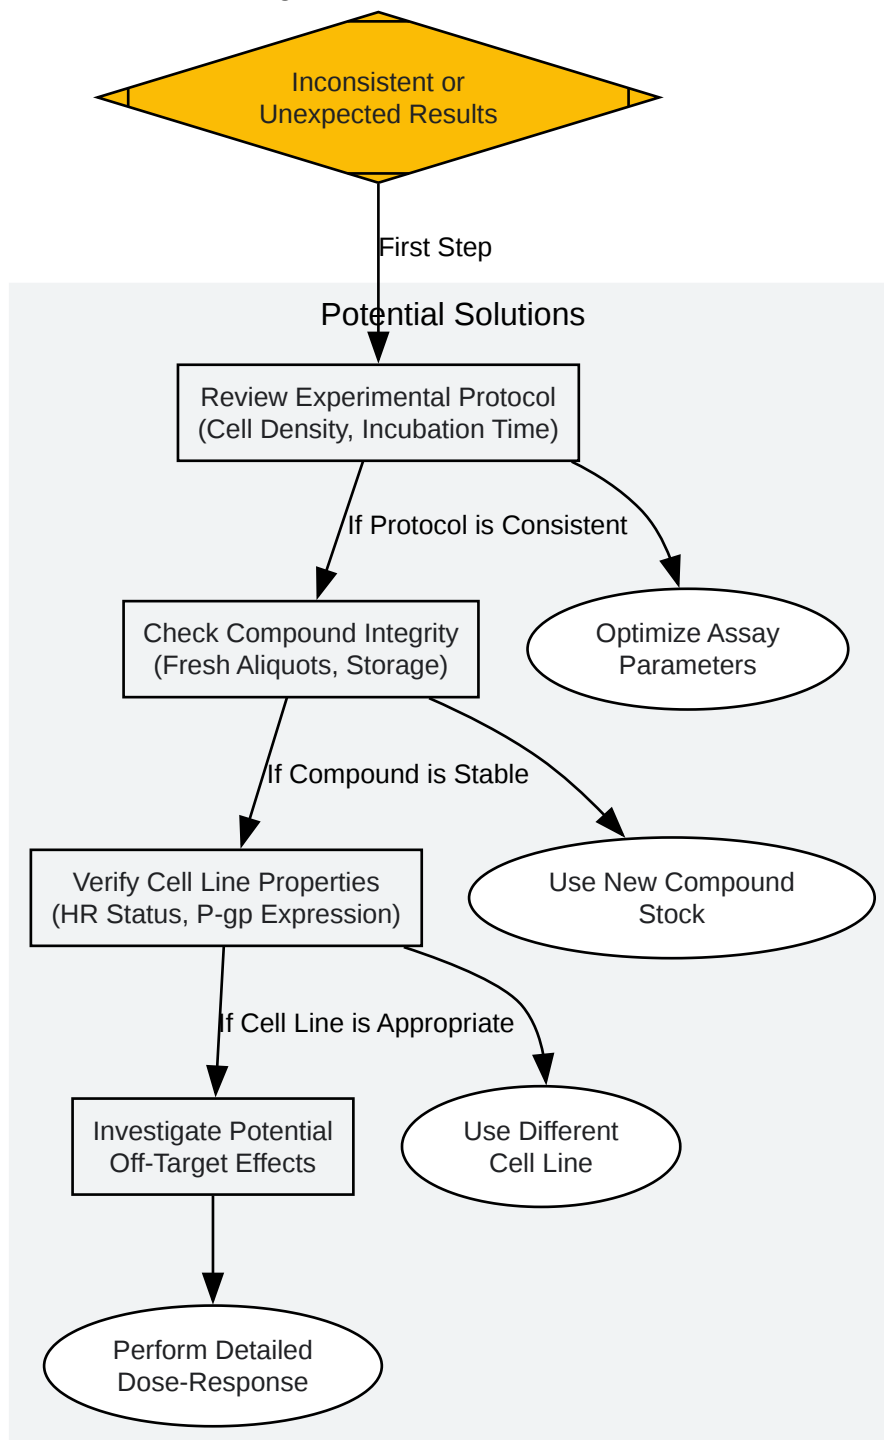 Inconsistent or
Unexpected Results
First Step
Potential Solutions
Review Experimental Protocol
(Cell Density, Incubation Time)
If Protocol is Consistent
Check Compound Integrity
(Fresh Aliquots, Storage)
Optimize Assay
Parameters
If Compound is Stable
Verify Cell Line Properties
(HR Status, P-gp Expression)
Use New Compound
Stock
If Cell Line is Appropriate
Investigate Potential
Off-Target Effects
Use Different
Cell Line
Perform Detailed
Dose-Response